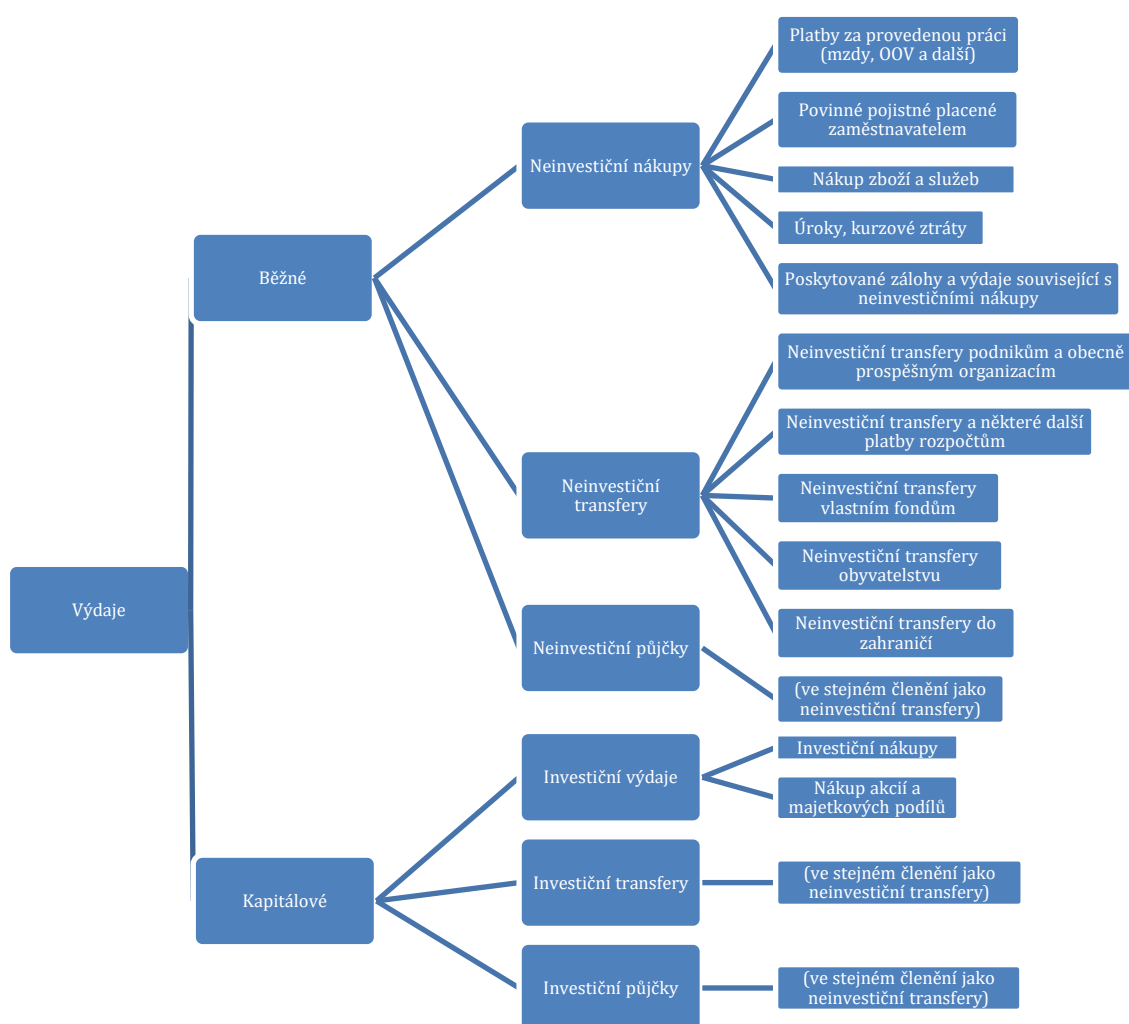 Výdaje
Běžné
Neinvestiční nákupy
Platby za provedenou práci
(mzdy, OOV a další)
Povinné pojistné placené
zaměstnavatelem
Nákup zboží a služeb
Úroky, kurzové ztráty
Poskytované zálohy a výdaje související s
neinvestičními nákupy
Neinvestiční
transfery
Neinvestiční transfery podnikům a obecně
prospěšným organizacím
Neinvestiční transfery a některé další
platby rozpočtům
Neinvestiční transfery
vlastním fondům
Neinvestiční transfery
obyvatelstvu
Neinvestiční transfery do
zahraničí
Neinvestiční půjčky
(ve stejném členění jako
neinvestiční transfery)
Kapitálové
Investiční výdaje
Investiční nákupy
Nákup akcií a
majetkových podílů
Investiční transfery
(ve stejném členění jako
neinvestiční transfery)
Investiční půjčky
(ve stejném členění jako
neinvestiční transfery)